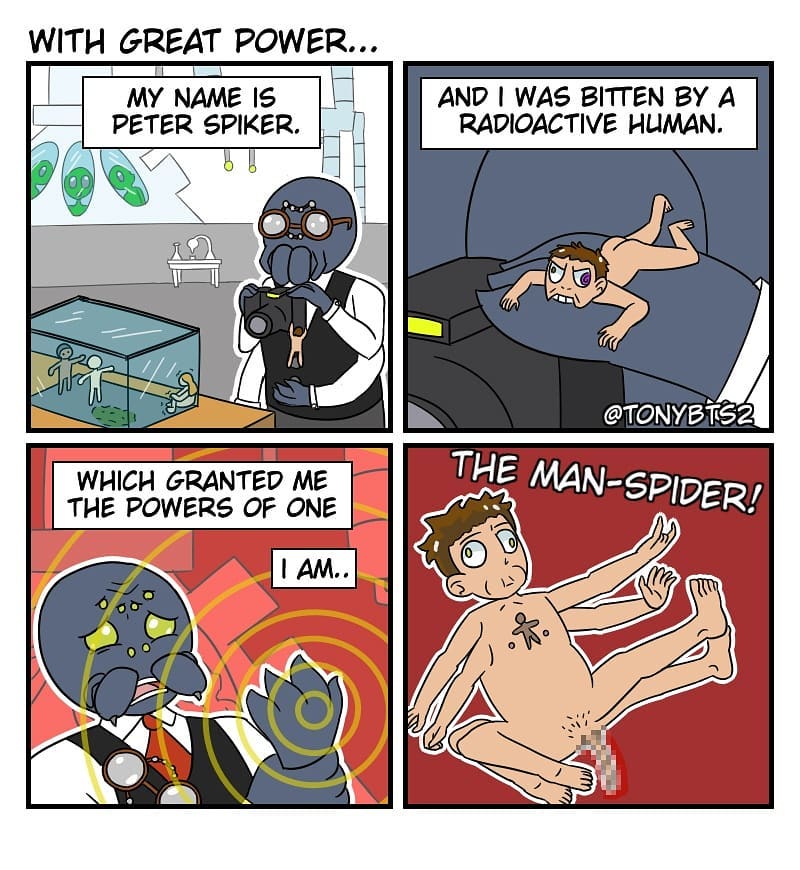 WITH GREAT POWER...
MY NAME IS
PETER SPIKER.
AND I WAS BITTEN BY A
RADIOACTIVE HUMAN.
@TONYBTS2
WHICH GRANTED ME
THE POWERS OF ONE
I AM..
THE MAN-SPIDER!